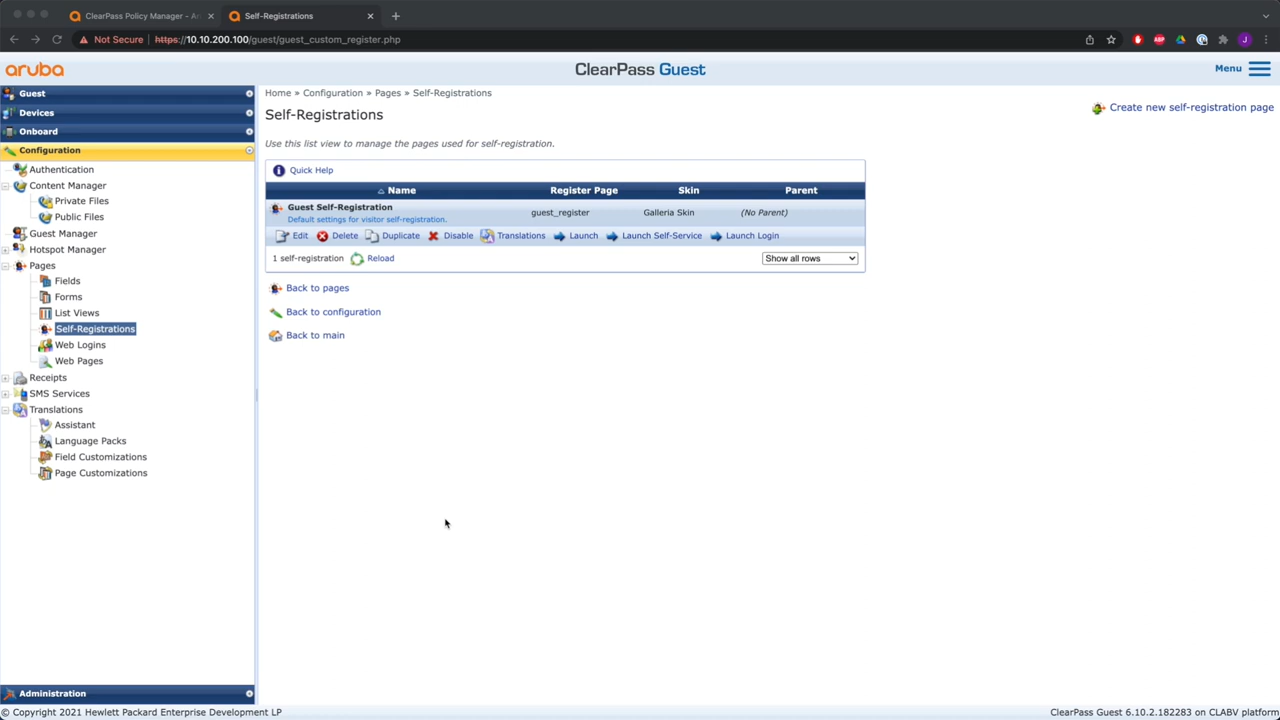 ClearPass Policy Manager - Ar
Self-Registrations
Not Secure | https://10.10.200.100/guest/guest_custom_register.php
ABP
J
aruba
ClearPass Guest
Menu
Guest
Devices
Onboard
Configuration
Authentication
Content Manager
Private Files
Public Files
Guest Manager
Hotspot Manager
Pages
Fields
Forms
List Views
Self-Registrations
Web Logins
Web Pages
Receipts
SMS Services
Translations
Assistant
Language Packs
Field Customizations
Page Customizations
Administration
Home » Configuration » Pages » Self-Registrations
Self-Registrations
Create new self-registration page
Use this list view to manage the pages used for self-registration.
Quick Help
Name Register Page Skin Parent
Guest Self-Registration
Default settings for visitor self-registration.
guest_register Galleria Skin (No Parent)
Edit Delete Duplicate Disable Translations Launch Launch Self-Service Launch Login
1 self-registration Reload Show all rows
Back to pages
Back to configuration
Back to main
© Copyright 2021 Hewlett Packard Enterprise Development LP
ClearPass Guest 6.10.2.182283 on CLABV platform